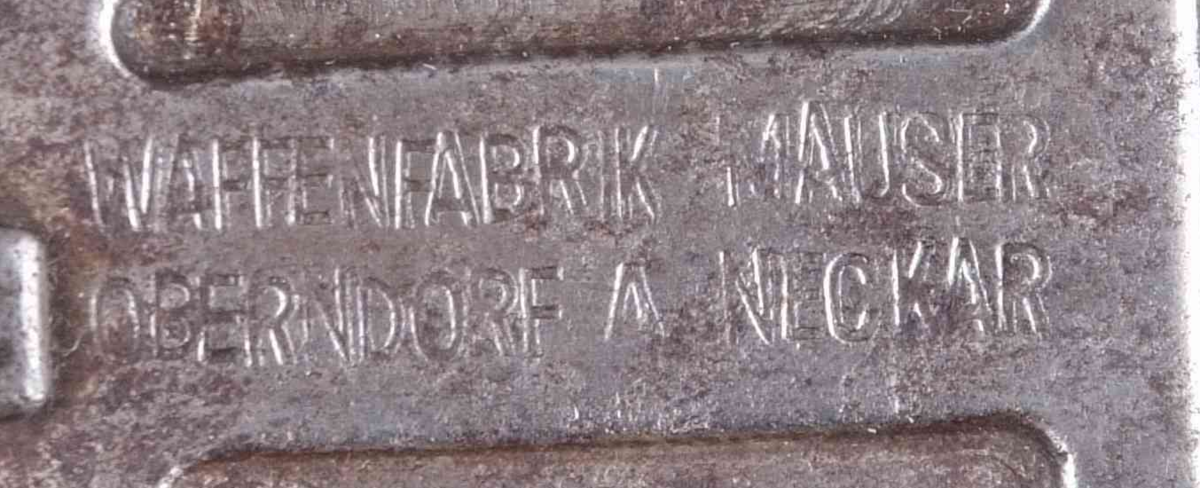 WAFFENFABRIK MAUSER
OBERNDORF A NECKAR